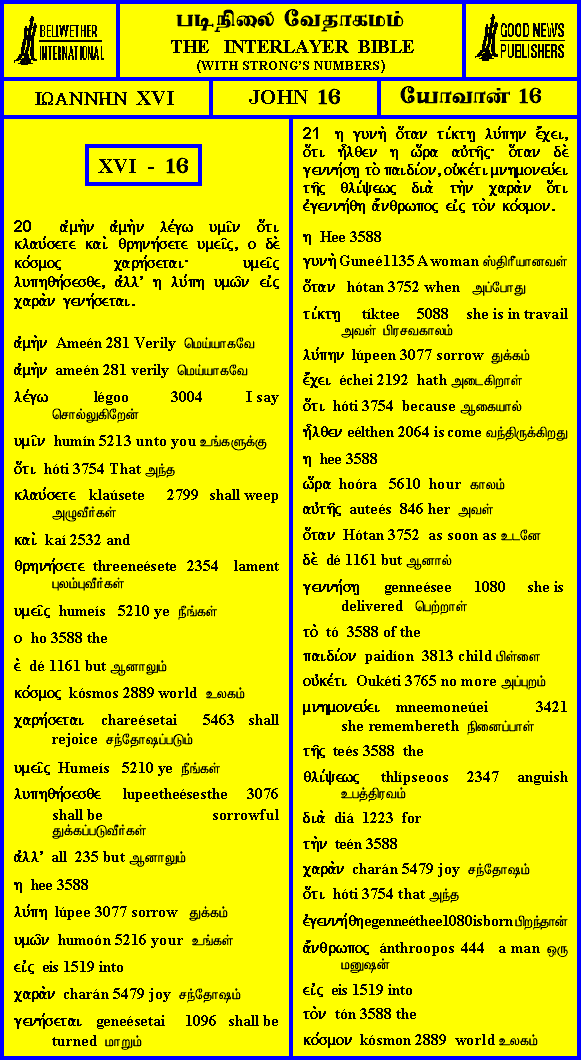 BELLWETHER
INTERNATIONAL
படிநிலை வேதாகமம்
THE INTERLAYER BIBLE
(WITH STRONG'S NUMBERS)
GOOD NEWS
PUBLISHERS
ΙΩΑΝΝΗΝ XVI
JOHN 16
யோவான் 16
XVI - 16
20 ἀμὴν ἀμὴν λέγω υμῖν ὅτι
κλαύσετε καὶ θρηνήσετε υμεῖς, ο δὲ
κόσμος χαρήσεται· υμεῖς
λυπηθήσεσθε, ἀλλ' η λύπη υμῶν εἰς
χαρὰν γενήσεται.
ἀμὴν Ameén 281 Verily மெய்யாகவே
ἀμὴν ameén 281 verily மெய்யாகவே
λέγω légoo 3004 I say
சொல்லுகிறேன்
υμῖν humín 5213 unto you உங்களுக்கு
ὅτι hóti 3754 That அந்த
κλαύσετε klaúsete 2799 shall weep
அழுவீர்கள்
καὶ kaí 2532 and
θρηνήσετε threeneésete 2354 lament
புலம்புவீர்கள்
υμεῖς humeís 5210 ye நீங்கள்
ο ho 3588 the
ὲ dé 1161 but ஆனாலும்
κόσμος kósmos 2889 world உலகம்
χαρήσεται chareésetai 5463 shall
rejoice சந்தோஷப்படும்
υμεῖς Humeís 5210 ye நீங்கள்
λυπηθήσεσθε lupeetheésesthe 3076
shall be sorrowful
துக்கப்படுவீர்கள்
ἀλλ' all 235 but ஆனாலும்
η hee 3588
λύπη lúpee 3077 sorrow துக்கம்
υμῶν humoón 5216 your உங்கள்
εἰς eis 1519 into
χαρὰν charán 5479 joy சந்தோஷம்
γενήσεται geneésetai 1096 shall be
turned மாறும்
21 η γυνὴ ὅταν τίκτῃ λύπην ἔχει,
ὅτι ἦλθεν η ὥρα αὐτῆς· ὅταν δὲ
γεννήσῃ τὸ παιδίον, οὐκέτι μνημονεύει
τῆς θλίψεως διὰ τὴν χαρὰν ὅτι
ἐγεννήθη ἄνθρωπος εἰς τὸν κόσμον.
η Hee 3588
γυνὴ Guneé1135 A woman ஸ்திரீயானவள்
ὅταν hótan 3752 when அப்போது
τίκτῃ tíktee 5088 she is in travail
அவள் பிரசவகாலம்
λύπην lúpeen 3077 sorrow துக்கம்
ἔχει échei 2192 hath அடைகிறாள்
ὅτι hóti 3754 because ஆகையால்
ἦλθεν eélthen 2064 is come வந்திருக்கிறது
η hee 3588
ὥρα hoóra 5610 hour காலம்
αὐτῆς auteés 846 her அவள்
ὅταν Hótan 3752 as soon as உடனே
δὲ dé 1161 but ஆனால்
γεννήσῃ genneésee 1080 she is
delivered பெற்றாள்
τὸ tó 3588 of the
παιδίον paidíon 3813 child பிள்ளை
οὐκέτι Oukéti 3765 no more அப்புறம்
μνημονεύει mneemoneúei 3421
she remembereth நினைப்பாள்
τῆς teés 3588 the
θλίψεως thlípseoos 2347 anguish
உபத்திரவம்
διὰ diá 1223 for
τὴν teén 3588
χαρὰν charán 5479 joy சந்தோஷம்
ὅτι hóti 3754 that அந்த
ἐγεννήθηegenneéthee1080isborn பிறந்தான்
ἄνθρωπος ánthroopos 444 a man ஒரு
மனுஷன்
εἰς eis 1519 into
τὸν tón 3588 the
κόσμον kósmon 2889 world உலகம்